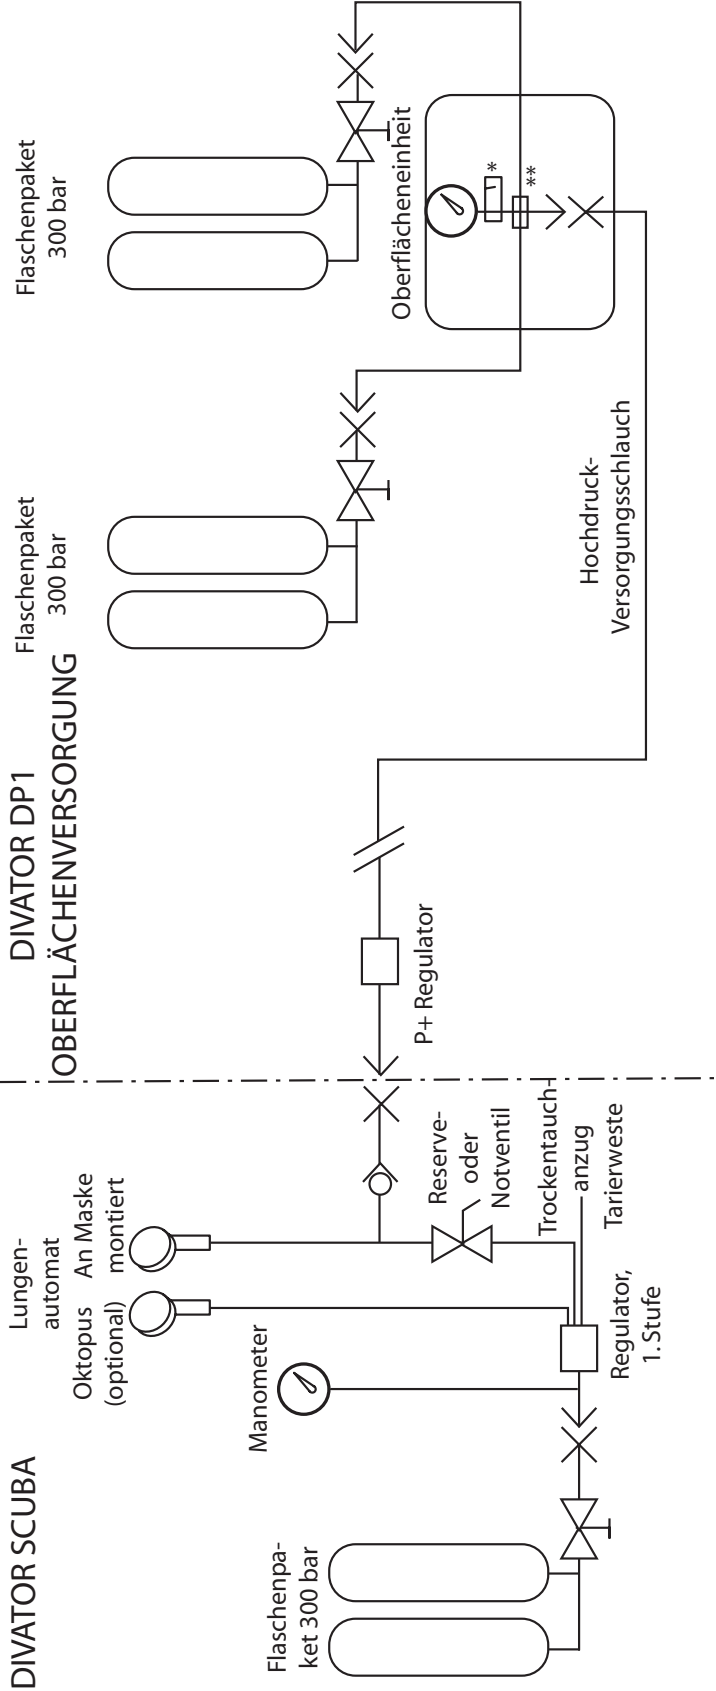 DIVATOR SCUBA
DIVATOR DP1
OBERFLÄCHENVERSORGUNG
Lungen-
automat
Oktopus
(optional)
An Maske
montiert
Manometer
Flaschenpa-
ket 300 bar
Regulator,
1. Stufe
Reserve-
oder
Notventil
Trockentauch-
anzug
Tarierweste
P+ Regulator
Flaschenpaket
300 bar
Flaschenpaket
300 bar
Oberflächeneinheit
*
**
Hochdruck-
Versorgungsschlauch